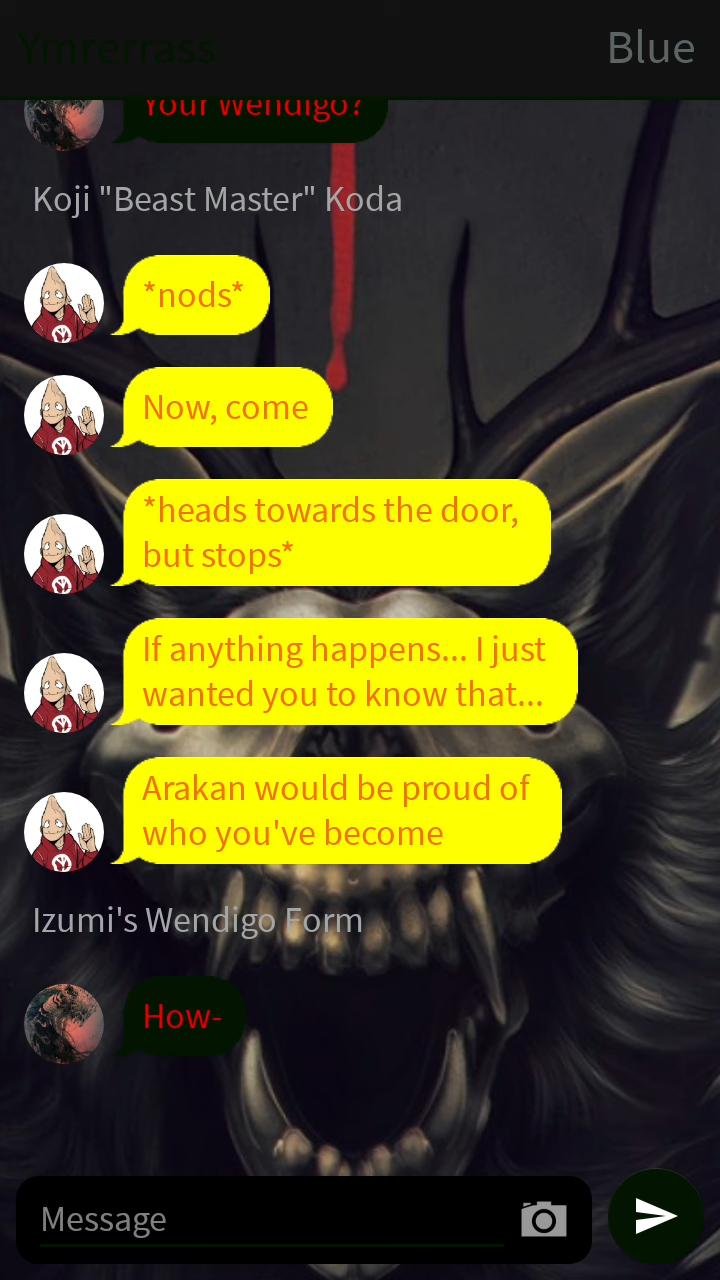 Ymrerrass
Blue
Your Wendigo?
Koji "Beast Master" Koda
*nods*
Now, come
*heads towards the door,
but stops*
If anything happens... I just
wanted you to know that...
Arakan would be proud of
who you've become
Izumi's Wendigo Form
How-
Message